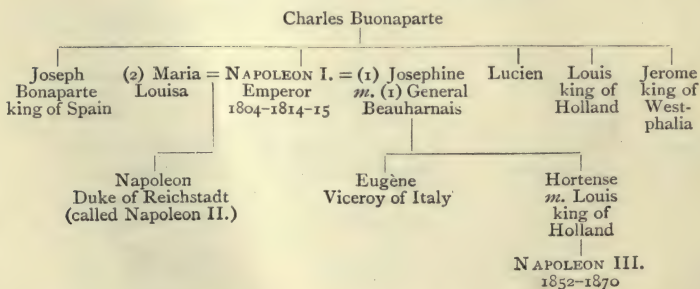 Charles Buonaparte
Joseph
Bonaparte
king of Spain
(2) Maria = NAPOLEON I. = (1) Josephine
Louisa
Emperor
1804–1814–15
m. (1) General
Beauharnais
Lucien
Louis
king of
Holland
Jerome
king of
West-
phalia
Napoleon
Duke of Reichstadt
(called Napoleon II.)
Eugène
Viceroy of Italy
Hortense
m. Louis
king of
Holland
NAPOLEON III.
1852–1870